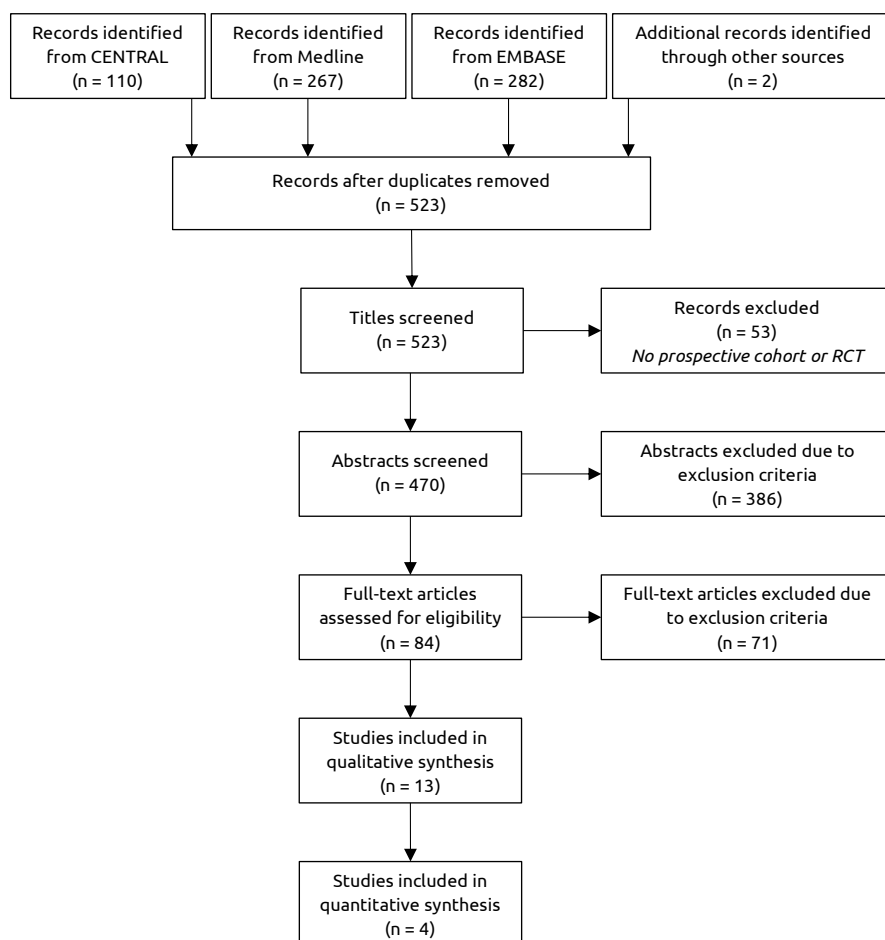 Records identified
from CENTRAL
(n = 110)
Records identified
from Medline
(n = 267)
Records identified
from EMBASE
(n = 282)
Additional records identified
through other sources
(n = 2)
Records after duplicates removed
(n = 523)
Titles screened
(n = 523)
Records excluded
(n = 53)
No prospective cohort or RCT
Abstracts screened
(n = 470)
Abstracts excluded due to
exclusion criteria
(n = 386)
Full-text articles
assessed for eligibility
(n = 84)
Full-text articles excluded due
to exclusion criteria
(n = 71)
Studies included in
qualitative synthesis
(n = 13)
Studies included in
quantitative synthesis
(n = 4)